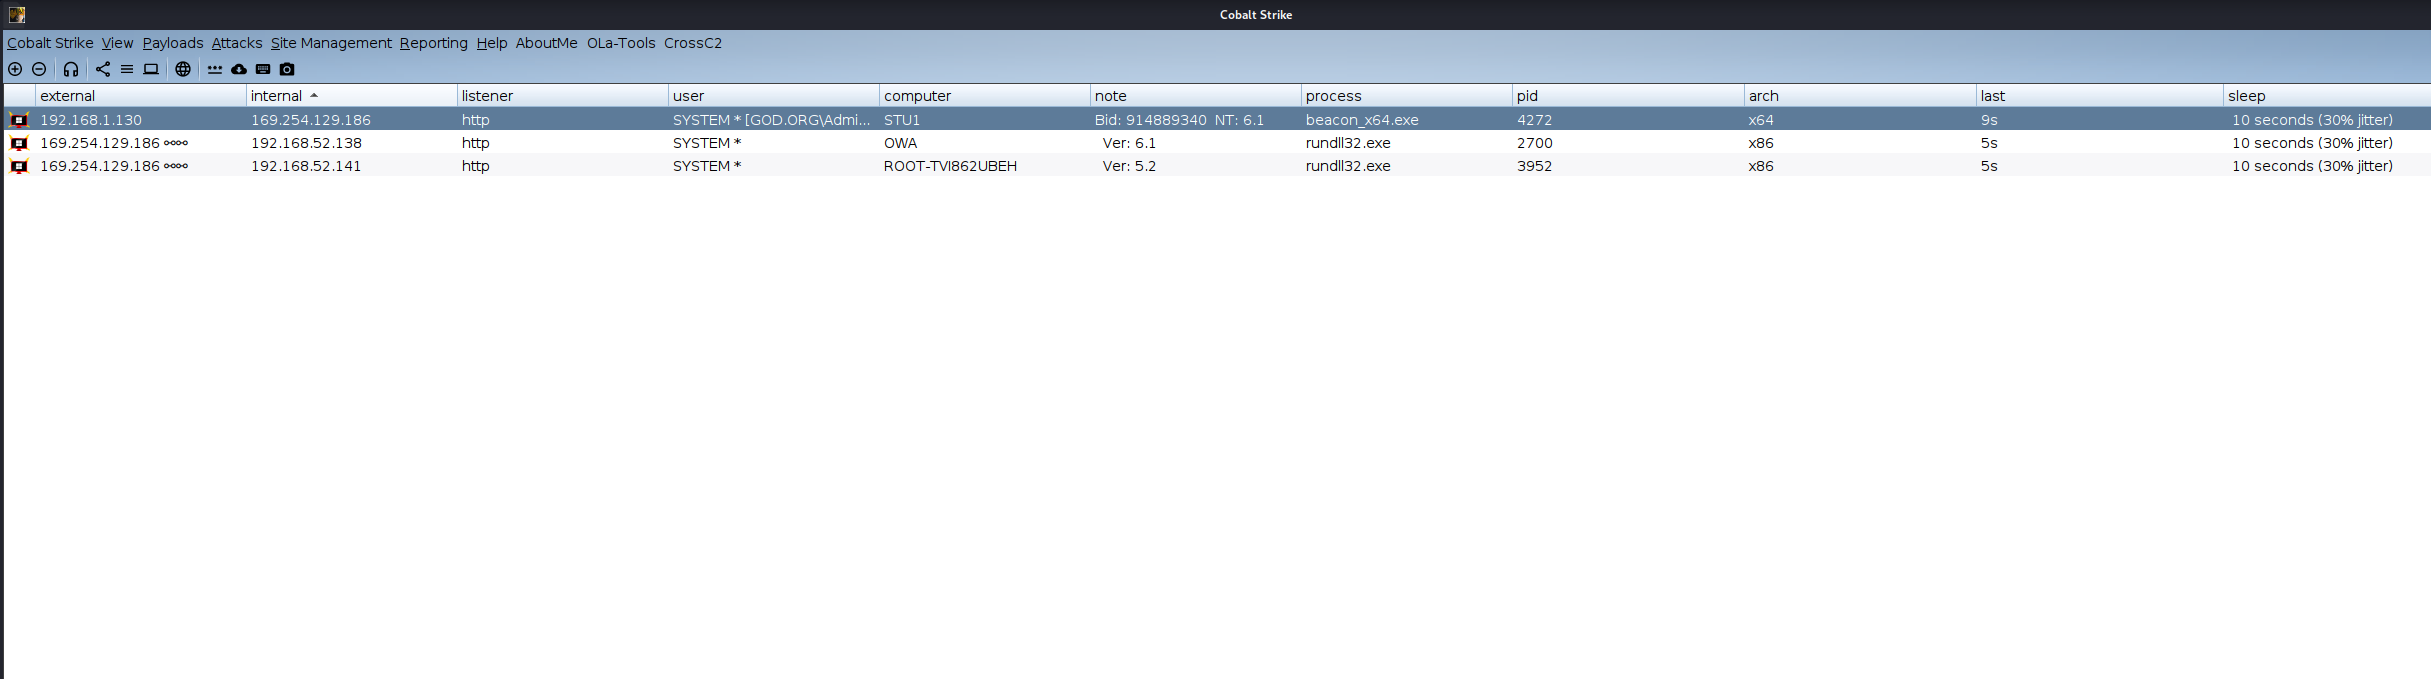 Cobalt Strike
Cobalt Strike View Payloads Attacks Site Management Reporting Help AboutMe OLa-Tools CrossC2
external internal listener user computer note process pid arch last sleep
192.168.1.130 169.254.129.186 http SYSTEM * [GOD.ORG\Admi... STU1 Bid: 914889340 NT: 6.1 beacon_x64.exe 4272 x64 9s 10 seconds (30% jitter)
169.254.129.186 192.168.52.138 http SYSTEM * OWA Ver: 6.1 rundll32.exe 2700 x86 5s 10 seconds (30% jitter)
169.254.129.186 192.168.52.141 http SYSTEM * ROOT-TVI862UBEH Ver: 5.2 rundll32.exe 3952 x86 5s 10 seconds (30% jitter)